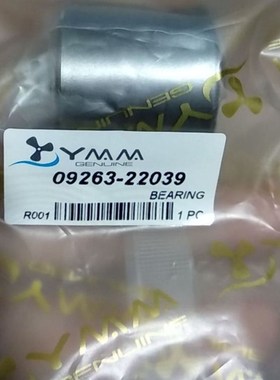 YMM
GENUINE
09263-22039
BEARING
R001
1 PC